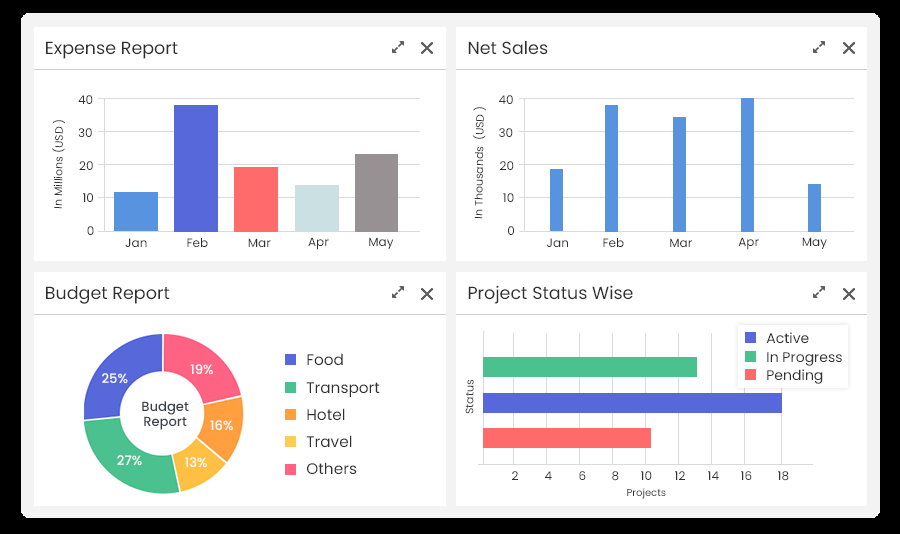 Expense Report
In Millions (USD)
40
30
20
10
0
Jan Feb Mar Apr May
Net Sales
In Thousands (USD)
40
30
20
10
0
Jan Feb Mar Apr May
Budget Report
25%
19%
16%
13%
27%
Budget
Report
Food
Transport
Hotel
Travel
Others
Project Status Wise
Active
In Progress
Pending
Status
2 4 6 8 10 12 14 16 18
Projects